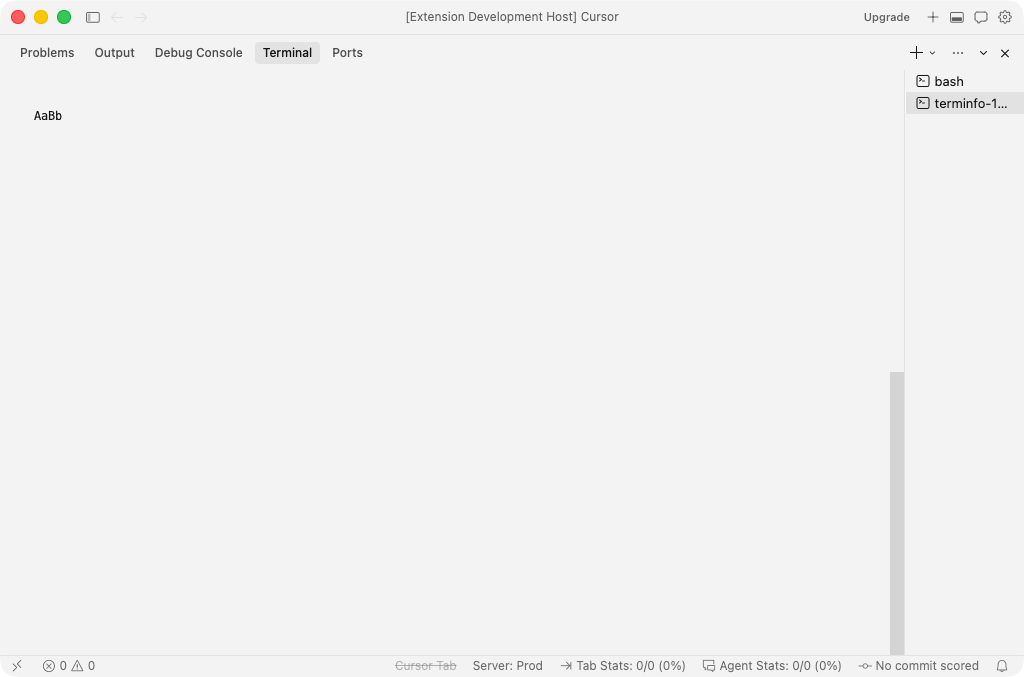 [Extension Development Host] Cursor
Upgrade
Problems Output Debug Console Terminal Ports
bash
terminfo-1...
AaBb
0 0 Cursor Tab Server: Prod Tab Stats: 0/0 (0%) Agent Stats: 0/0 (0%) No commit scored